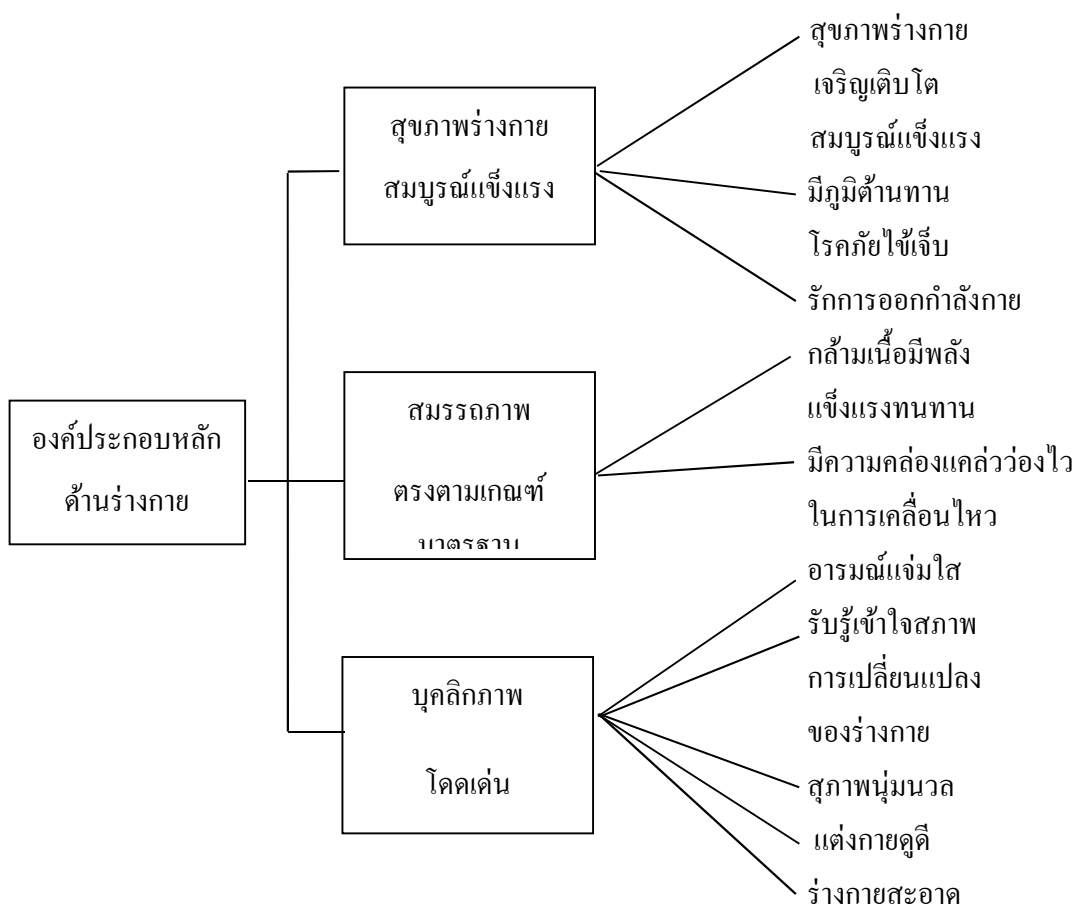 องค์ประกอบหลัก
ด้านร่างกาย
สุขภาพร่างกาย
สมบูรณ์แข็งแรง
สุขภาพร่างกาย
เจริญเติบโต
สมบูรณ์แข็งแรง
มีภูมิต้านทาน
โรคภัยไข้เจ็บ
รักการออกกำลังกาย
สมรรถภาพ
ตรงตามเกณฑ์
มาตรฐาน
กล้ามเนื้อมีพลัง
แข็งแรงทนทาน
มีความคล่องแคล่วว่องไว
ในการเคลื่อนไหว
บุคลิกภาพ
โดดเด่น
อารมณ์แจ่มใส
รับรู้เข้าใจสภาพ
การเปลี่ยนแปลง
ของร่างกาย
สุภาพนุ่มนวล
แต่งกายดูดี
ร่างกายสะอาด